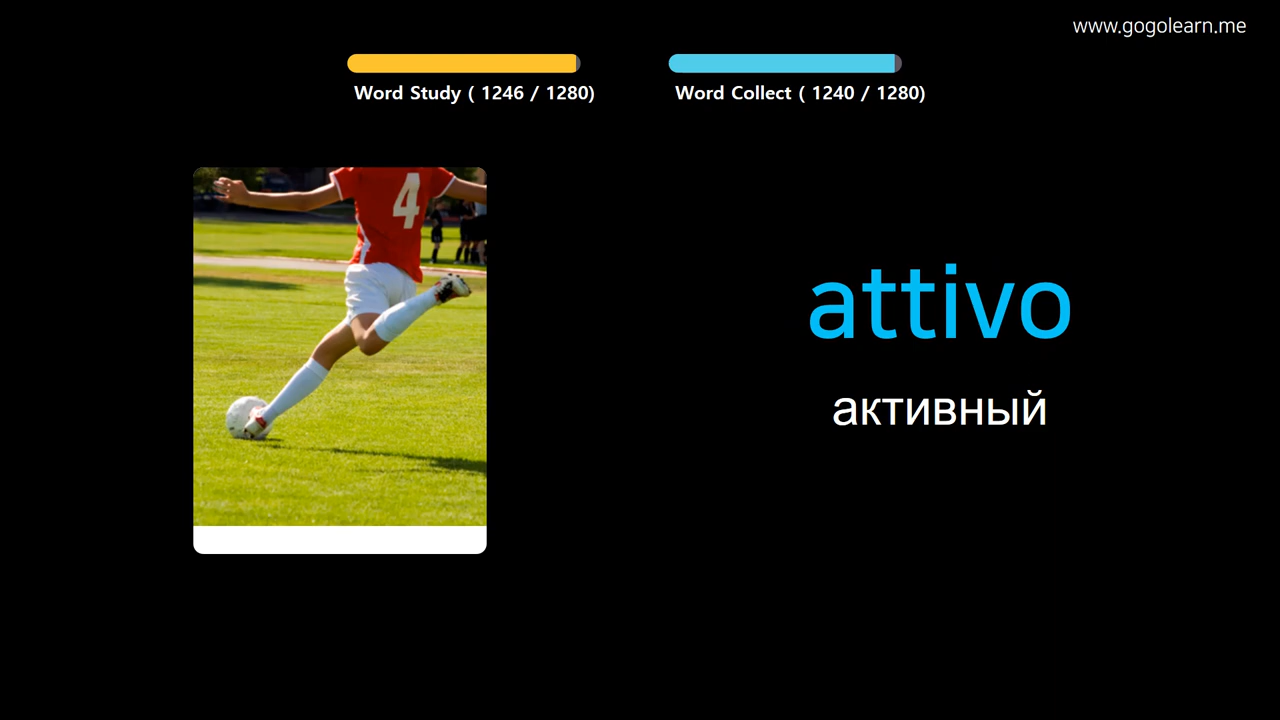 www.gogolearn.me
Word Study ( 1246 / 1280)
Word Collect ( 1240 / 1280)
4
attivo
активный